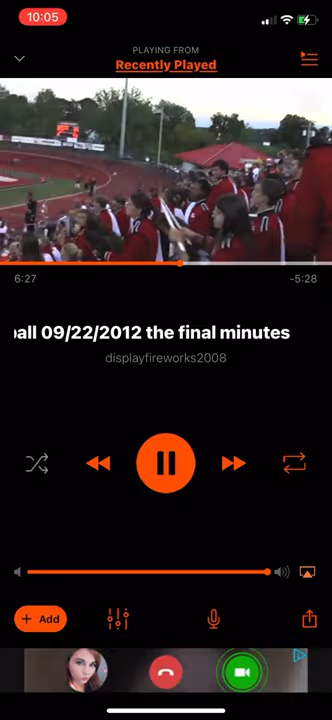 10:05
PLAYING FROM
Recently Played
6:27
-5:28
all 09/22/2012 the final minutes
displayfireworks2008
+ Add